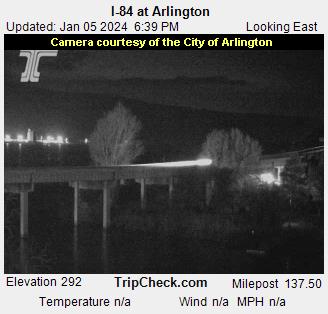 I-84 at Arlington
Updated: Jan 05 2024 6:39 PM Looking East
Camera courtesy of the City of Arlington
Elevation 292 TripCheck.com Milepost 137.50
Temperature n/a Wind n/a MPH n/a